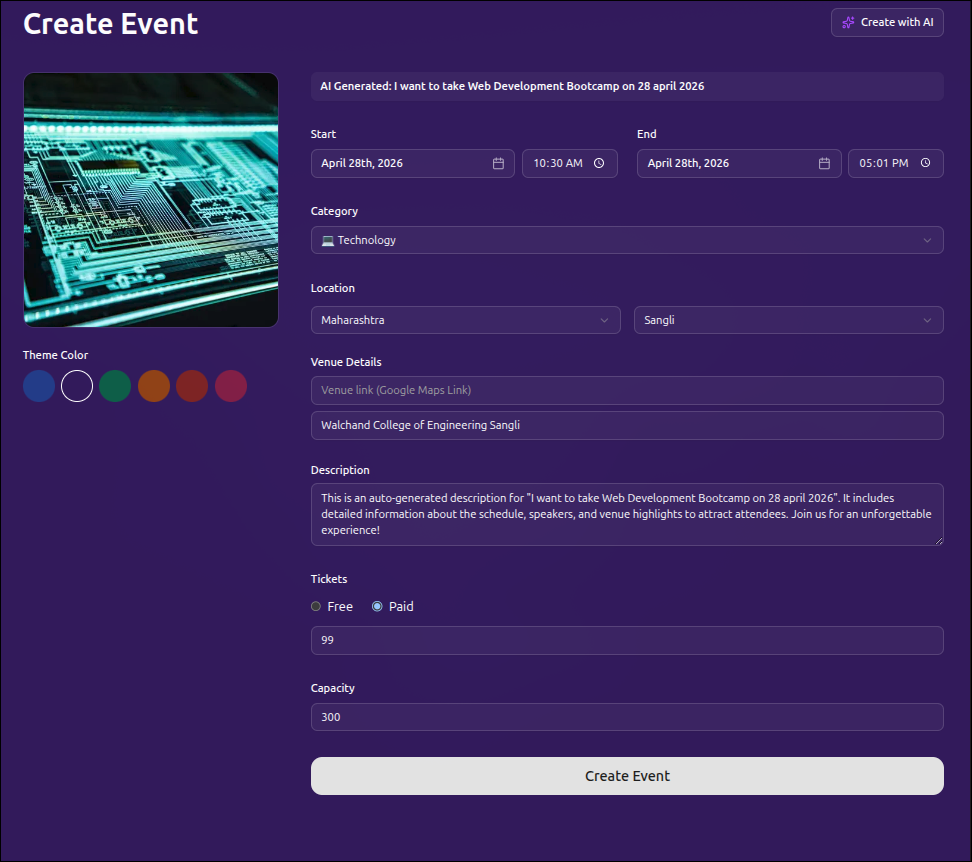 Create Event
Create with AI
AI Generated: I want to take Web Development Bootcamp on 28 april 2026
Start
End
April 28th, 2026
10:30 AM
April 28th, 2026
05:01 PM
Category
💻 Technology
Location
Maharashtra
Sangli
Theme Color
Venue Details
Venue link (Google Maps Link)
Walchand College of Engineering Sangli
Description
This is an auto-generated description for "I want to take Web Development Bootcamp on 28 april 2026". It includes
detailed information about the schedule, speakers, and venue highlights to attract attendees. Join us for an unforgettable
experience!
Tickets
Free
Paid
99
Capacity
300
Create Event